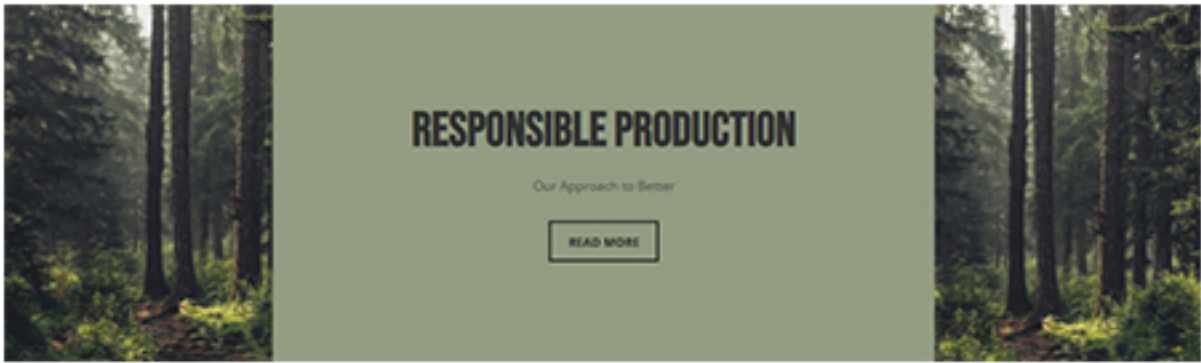 RESPONSIBLE PRODUCTION
Our Approach to Better
READ MORE